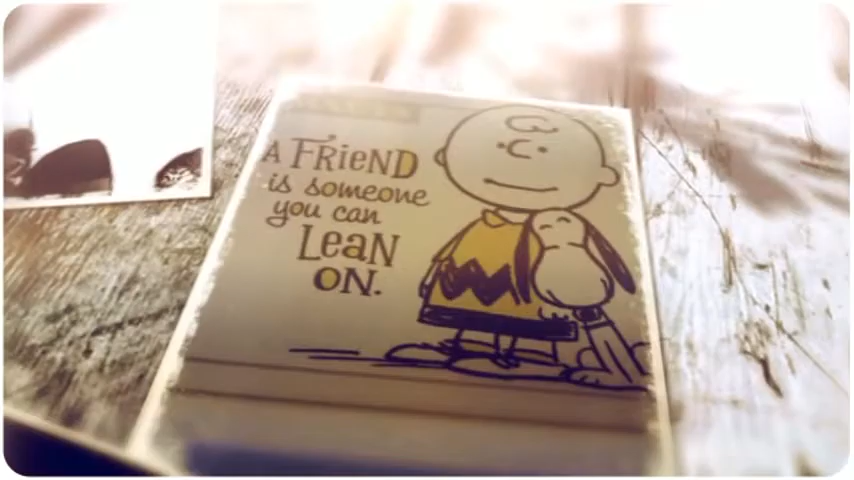 A FRieND
is someone
you can
LeaN
ON.